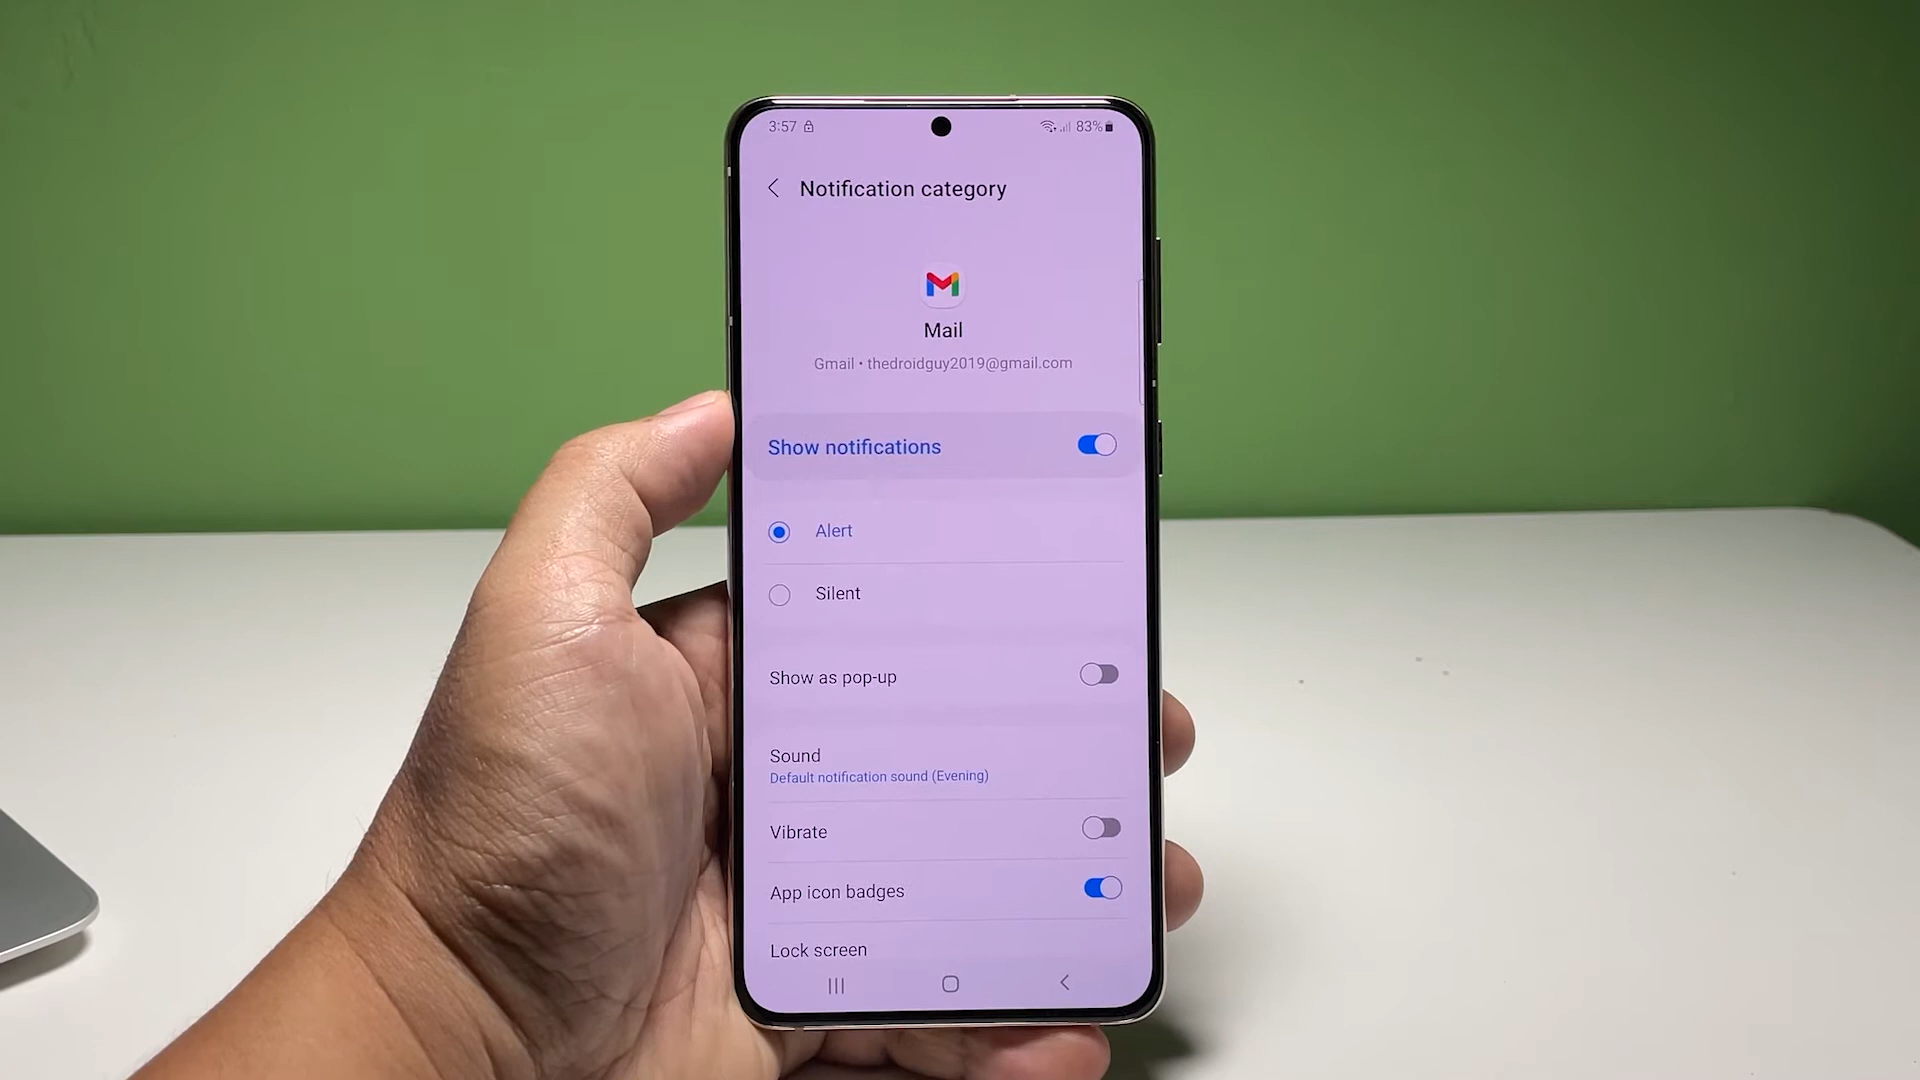 3:57 83%
Notification category
Mail
Gmail • thedroidguy2019@gmail.com
Show notifications
Alert
Silent
Show as pop-up
Sound
Default notification sound (Evening)
Vibrate
App icon badges
Lock screen